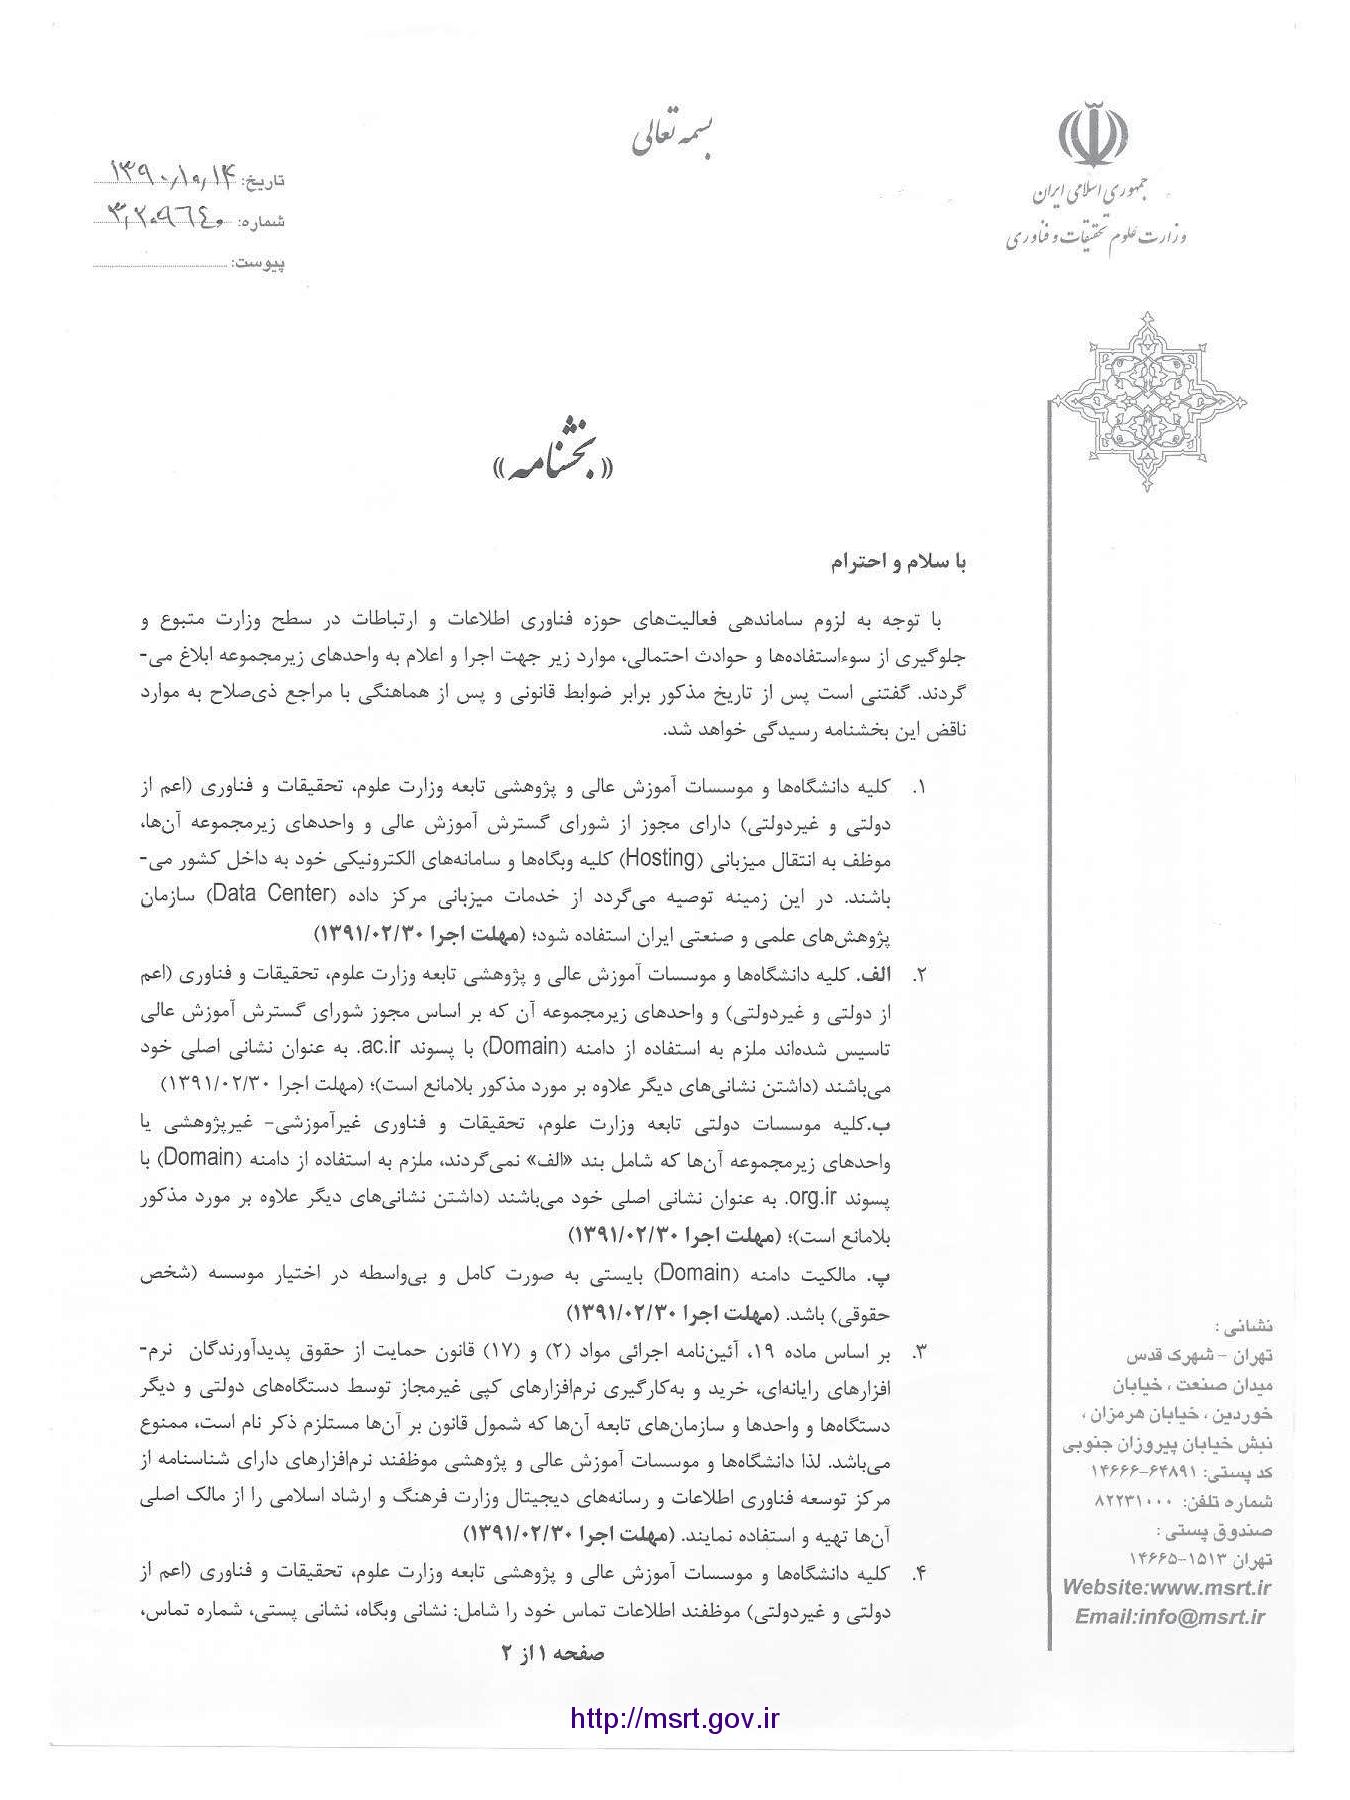 بسمه تعالی
جمهوری اسلامی ایران
وزارت علوم تحقیقات و فناوری
تاریخ: ۱۳۹۰/۱۰/۱۴
شماره:
پیوست:
«بخشنامه»
با سلام و احترام
با توجه به لزوم ساماندهی فعالیت‌های حوزه فناوری اطلاعات و ارتباطات در سطح وزارت متبوع و
جلوگیری از سوءاستفاده‌ها و حوادث احتمالی، موارد زیر جهت اجرا و اعلام به واحدهای زیرمجموعه ابلاغ می-
گردند. گفتنی است پس از تاریخ مذکور برابر ضوابط قانونی و پس از هماهنگی با مراجع ذی‌صلاح به موارد
ناقض این بخشنامه رسیدگی خواهد شد.
۱. کلیه دانشگاه‌ها و موسسات آموزش عالی و پژوهشی تابعه وزارت علوم، تحقیقات و فناوری (اعم از
دولتی و غیردولتی) دارای مجوز از شورای گسترش آموزش عالی و واحدهای زیرمجموعه آن‌ها،
موظف به انتقال میزبانی (Hosting) کلیه وبگاه‌ها و سامانه‌های الکترونیکی خود به داخل کشور می-
باشند. در این زمینه توصیه می‌گردد از خدمات میزبانی مرکز داده (Data Center) سازمان
پژوهش‌های علمی و صنعتی ایران استفاده شود؛ (مهلت اجرا ۱۳۹۱/۰۲/۳۰)
۲. الف. کلیه دانشگاه‌ها و موسسات آموزش عالی و پژوهشی تابعه وزارت علوم، تحقیقات و فناوری (اعم
از دولتی و غیردولتی) و واحدهای زیرمجموعه آن که بر اساس مجوز شورای گسترش آموزش عالی
تاسیس شده‌اند ملزم به استفاده از دامنه (Domain) با پسوند ac.ir. به عنوان نشانی اصلی خود
می‌باشند (داشتن نشانی‌های دیگر علاوه بر مورد مذکور بلامانع است)؛ (مهلت اجرا ۱۳۹۱/۰۲/۳۰)
ب.کلیه موسسات دولتی تابعه وزارت علوم، تحقیقات و فناوری غیرآموزشی- غیرپژوهشی یا
واحدهای زیرمجموعه آن‌ها که شامل بند «الف» نمی‌گردند، ملزم به استفاده از دامنه (Domain) با
پسوند org.ir. به عنوان نشانی اصلی خود می‌باشند (داشتن نشانی‌های دیگر علاوه بر مورد مذکور
بلامانع است)؛ (مهلت اجرا ۱۳۹۱/۰۲/۳۰)
پ. مالکیت دامنه (Domain) بایستی به صورت کامل و بی‌واسطه در اختیار موسسه (شخص
حقوقی) باشد. (مهلت اجرا ۱۳۹۱/۰۲/۳۰)
۳. بر اساس ماده ۱۹، آئین‌نامه اجرائی مواد (۲) و (۱۷) قانون حمایت از حقوق پدیدآورندگان نرم-
افزارهای رایانه‌ای، خرید و به‌کارگیری نرم‌افزارهای کپی غیرمجاز توسط دستگاه‌های دولتی و دیگر
دستگاه‌ها و واحدها و سازمان‌های تابعه آن‌ها که شمول قانون بر آن‌ها مستلزم ذکر نام است، ممنوع
می‌باشد. لذا دانشگاه‌ها و موسسات آموزش عالی و پژوهشی موظفند نرم‌افزارهای دارای شناسنامه از
مرکز توسعه فناوری اطلاعات و رسانه‌های دیجیتال وزارت فرهنگ و ارشاد اسلامی را از مالک اصلی
آن‌ها تهیه و استفاده نمایند. (مهلت اجرا ۱۳۹۱/۰۲/۳۰)
۴. کلیه دانشگاه‌ها و موسسات آموزش عالی و پژوهشی تابعه وزارت علوم، تحقیقات و فناوری (اعم از
دولتی و غیردولتی) موظفند اطلاعات تماس خود را شامل: نشانی وبگاه، نشانی پستی، شماره تماس،
صفحه ۱ از ۲
نشانی :
تهران - شهرک قدس
میدان صنعت ، خیابان
خوردین ، خیابان هرمزان ،
نبش خیابان پیروزان جنوبی
کد پستی: ۶۴۸۹۱-۱۴۶۶۶
شماره تلفن: ۸۲۲۳۱۰۰۰
صندوق پستی :
تهران ۱۵۱۳-۱۴۶۶۵
Website:www.msrt.ir
Email:info@msrt.ir
http://msrt.gov.ir